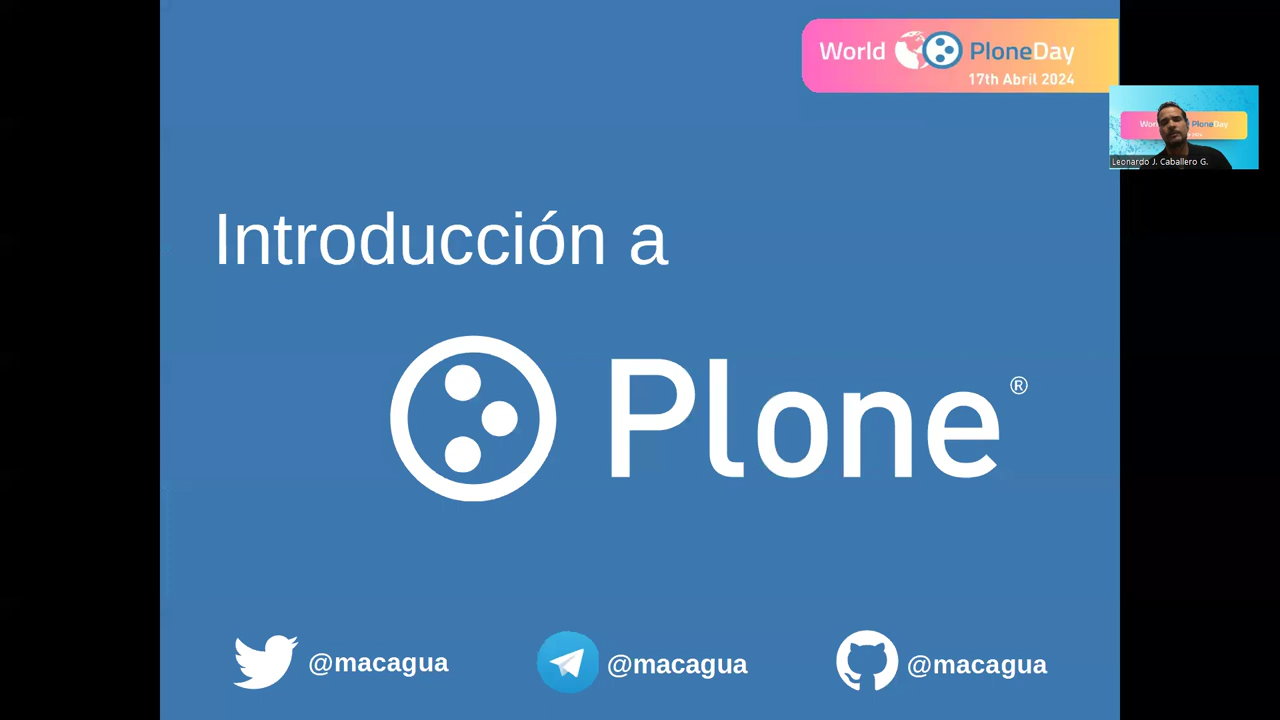 World PloneDay
17th Abril 2024
Leonardo J. Caballero G.
Introducción a
Plone®
@macagua
@macagua
@macagua